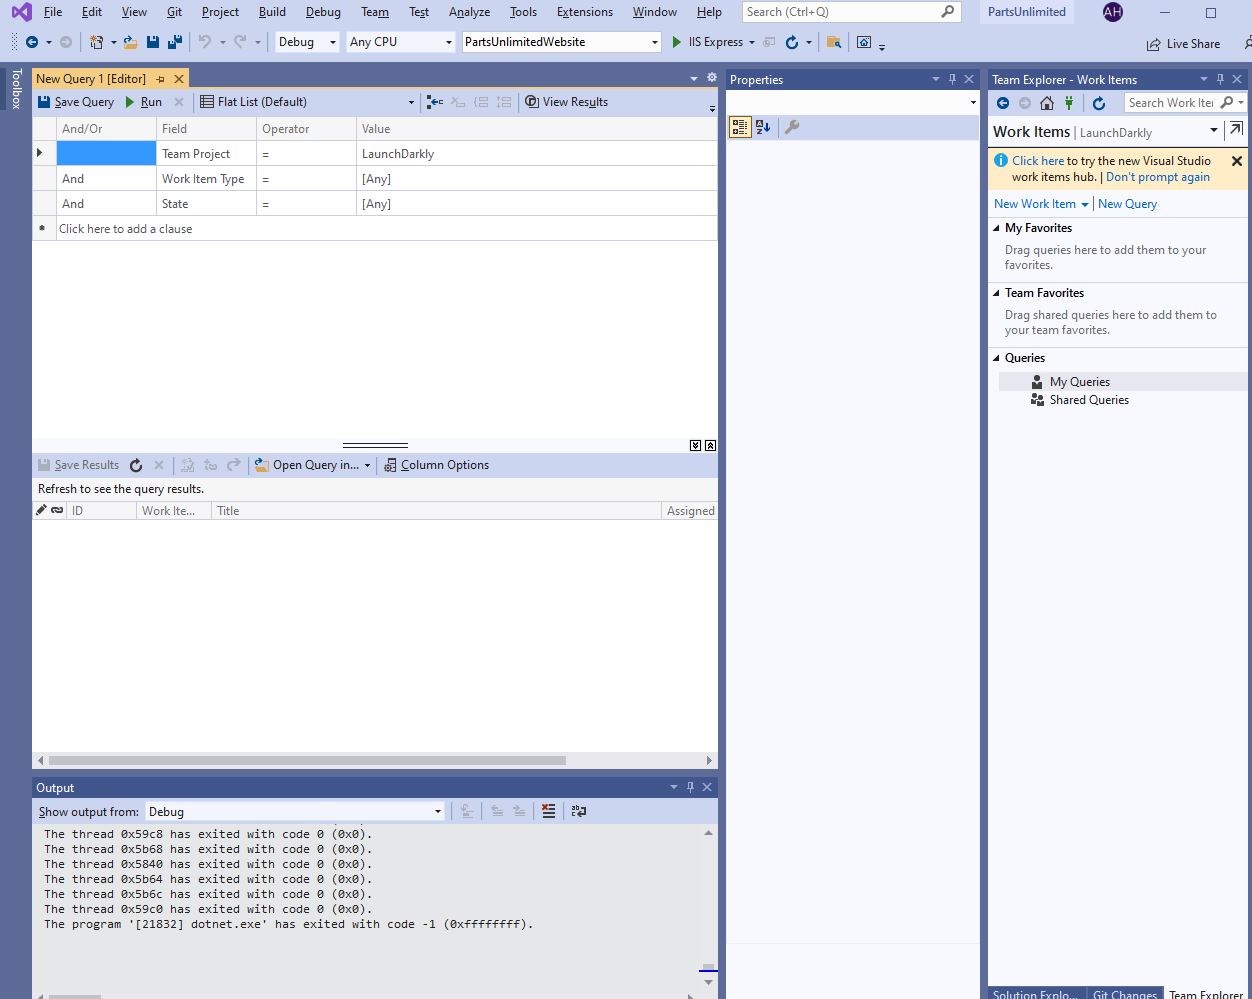 File Edit View Git Project Build Debug Team Test Analyze Tools Extensions Window Help Search (Ctrl+Q) PartsUnlimited AH
Debug Any CPU PartsUnlimitedWebsite IIS Express Live Share
Toolbox
New Query 1 [Editor]
Save Query Run Flat List (Default) View Results
And/Or Field Operator Value
Team Project = LaunchDarkly
And Work Item Type = [Any]
And State = [Any]
* Click here to add a clause
Save Results Open Query in... Column Options
Refresh to see the query results.
ID Work Ite... Title Assigned
Output
Show output from: Debug
The thread 0x59c8 has exited with code 0 (0x0).
The thread 0x5b68 has exited with code 0 (0x0).
The thread 0x5840 has exited with code 0 (0x0).
The thread 0x5b64 has exited with code 0 (0x0).
The thread 0x5b6c has exited with code 0 (0x0).
The thread 0x59c0 has exited with code 0 (0x0).
The program '[21832] dotnet.exe' has exited with code -1 (0xffffffff).
Properties
Team Explorer - Work Items
Search Work Iter
Work Items | LaunchDarkly
Click here to try the new Visual Studio
work items hub. | Don't prompt again
New Work Item | New Query
My Favorites
Drag queries here to add them to your
favorites.
Team Favorites
Drag shared queries here to add them to
your team favorites.
Queries
My Queries
Shared Queries
Solution Explo... Git Changes Team Explorer